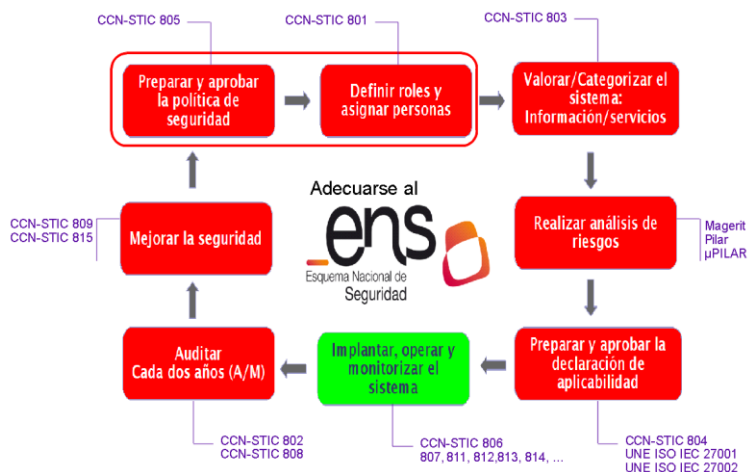 CCN-STIC 805
CCN-STIC 801
CCN-STIC 803
Preparar y aprobar
la política de
seguridad
Definir roles y
asignar personas
Valorar/Categorizar el
sistema:
Información/servicios
Adecuarse al
ens
Esquema Nacional de
Seguridad
CCN-STIC 809
CCN-STIC 815
Mejorar la seguridad
Realizar análisis de
riesgos
Magerit
Pilar
µPILAR
Auditar
Cada dos años (A/M)
Implantar, operar y
monitorizar el
sistema
Preparar y aprobar la
declaración de
aplicabilidad
CCN-STIC 802
CCN-STIC 808
CCN-STIC 806
807, 811, 812,813, 814, ...
CCN-STIC 804
UNE ISO IEC 27001
UNE ISO IEC 27002